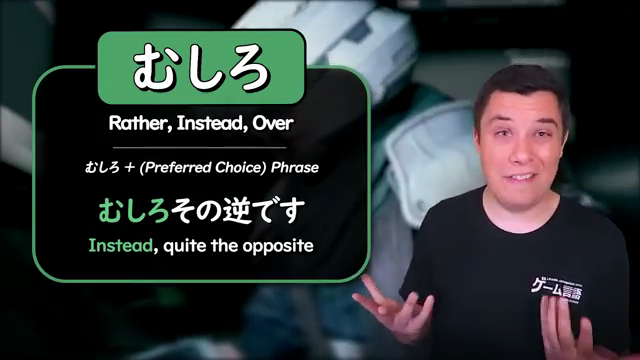 むしろ
Rather, Instead, Over
むしろ + (Preferred Choice) Phrase
むしろその逆です
Instead, quite the opposite
ゲーム言語